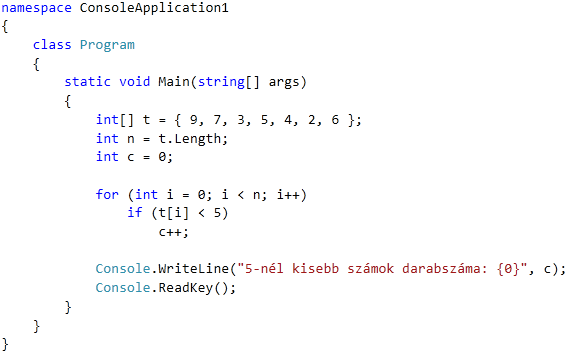 namespace ConsoleApplication1
{
    class Program
    {
        static void Main(string[] args)
        {
            int[] t = { 9, 7, 3, 5, 4, 2, 6 };
            int n = t.Length;
            int c = 0;

            for (int i = 0; i < n; i++)
                if (t[i] < 5)
                    c++;

            Console.WriteLine("5-nél kisebb számok darabszáma: {0}", c);
            Console.ReadKey();
        }
    }
}